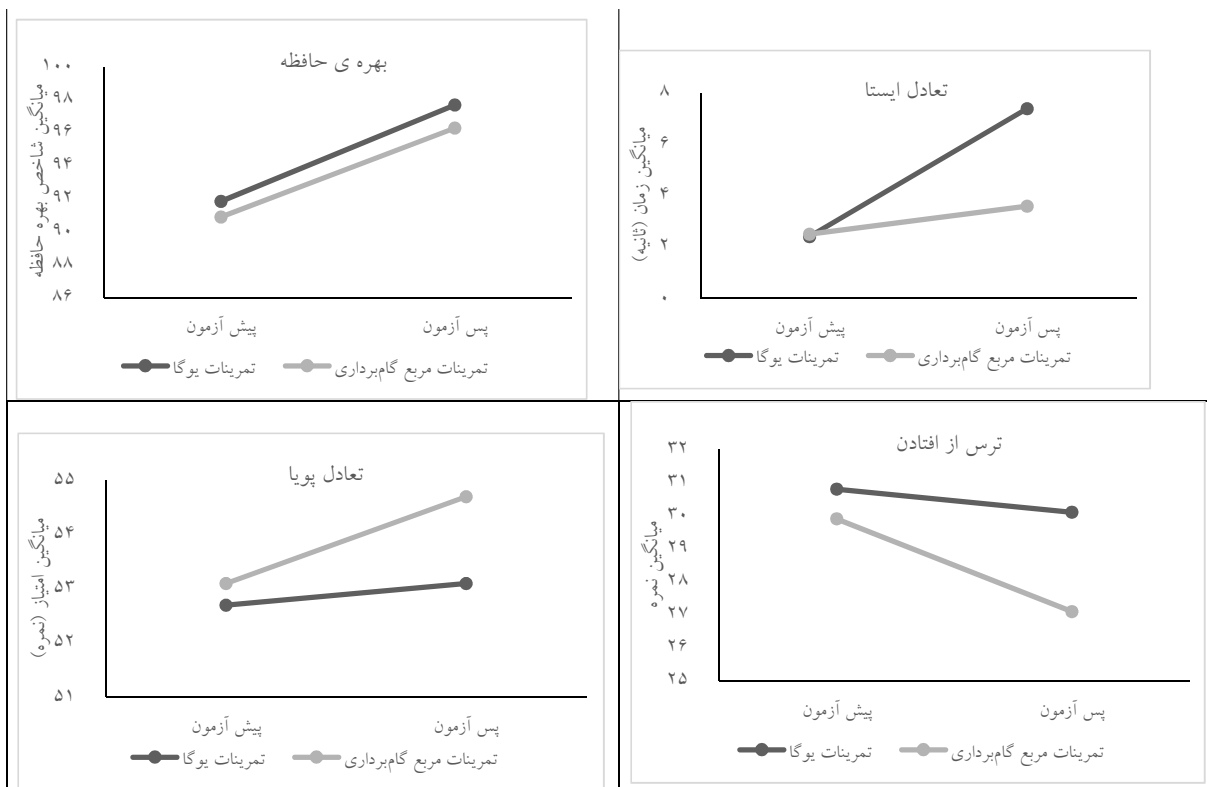 بهره ی حافظه
میانگین شاخص بهره حافظه
۱۰۰
۹۸
۹۶
۹۴
۹۲
۹۰
۸۸
۸۶
پیش آزمون
پس آزمون
تمرینات یوگا
تمرینات مربع گام‌برداری
تعادل ایستا
میانگین زمان (ثانیه)
۸
۶
۴
۲
۰
پیش آزمون
پس آزمون
تمرینات یوگا
تمرینات مربع گام‌برداری
تعادل پویا
میانگین امتیاز (نمره)
۵۵
۵۴
۵۳
۵۲
۵۱
پیش آزمون
پس آزمون
تمرینات یوگا
تمرینات مربع گام‌برداری
ترس از افتادن
میانگین نمره
۳۲
۳۱
۳۰
۲۹
۲۸
۲۷
۲۶
۲۵
پیش آزمون
پس آزمون
تمرینات یوگا
تمرینات مربع گام‌برداری